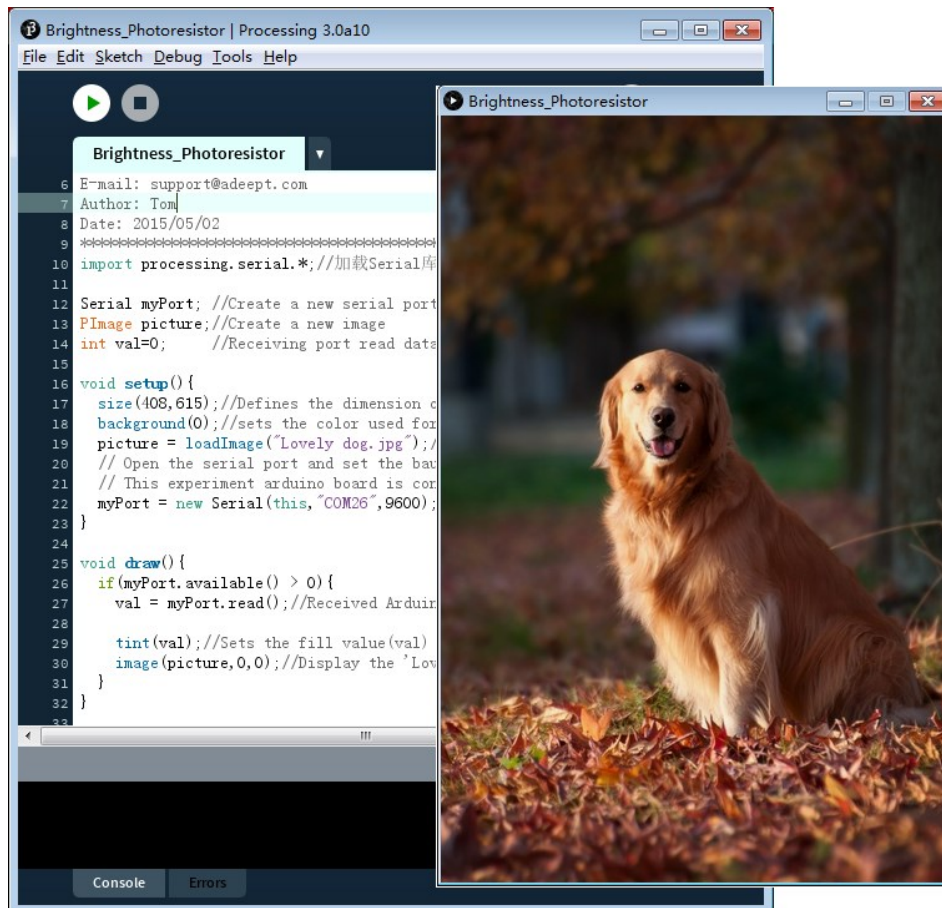 Brightness_Photoresistor | Processing 3.0a10
File Edit Sketch Debug Tools Help
Brightness_Photoresistor
Brightness_Photoresistor
6 E-mail: support@adeept.com
7 Author: Tom
8 Date: 2015/05/02
9 **********************************************
10 import processing.serial.*;//加载Serial库
11
12 Serial myPort; //Create a new serial port
13 PImage picture;//Create a new image
14 int val=0; //Receiving port read data
15
16 void setup(){
17 size(408,615);//Defines the dimension
18 background(0);//sets the color used for
19 picture = loadImage("Lovely dog.jpg");/
20 // Open the serial port and set the
21 // This experiment arduino board is
22 myPort = new Serial(this,"COM26",9600);
23 }
24
25 void draw(){
26 if(myPort.available() > 0){
27 val = myPort.read();//Received
28
29 tint(val);//Sets the fill value(val)
30 image(picture,0,0);//Display the
31 }
32 }
33
Console Errors